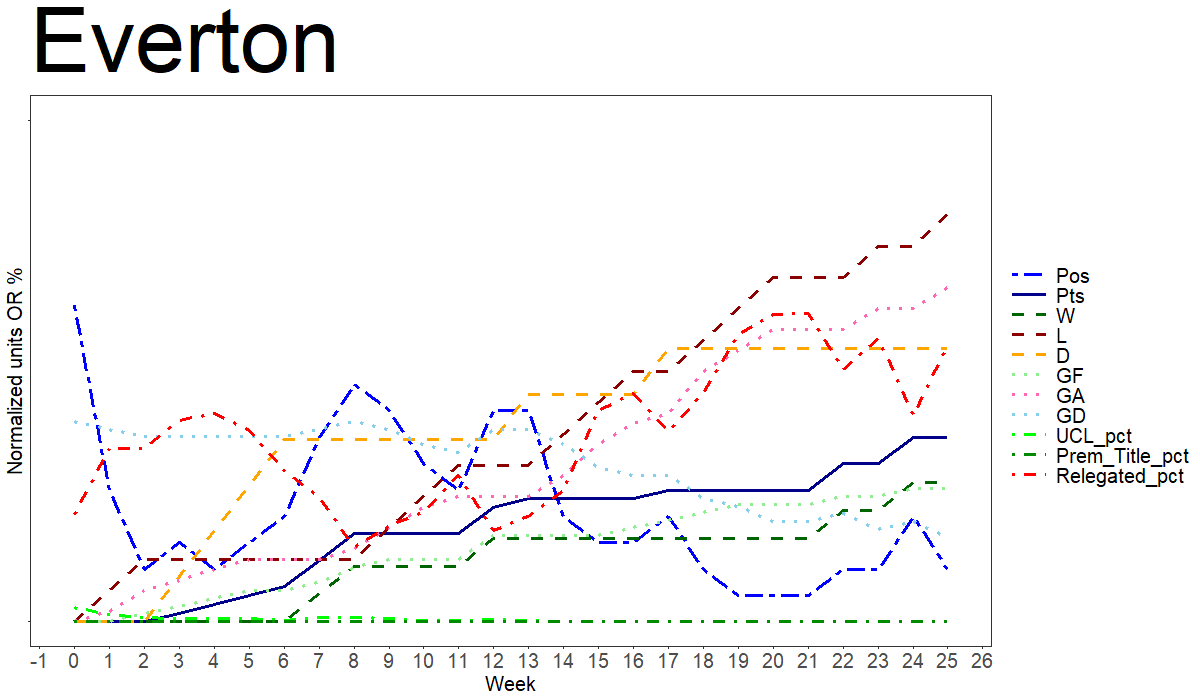 Everton
Normalized units OR %
Pos
Pts
W
L
D
GF
GA
GD
UCL_pct
Prem_Title_pct
Relegated_pct
-1 0 1 2 3 4 5 6 7 8 9 10 11 12 13 14 15 16 17 18 19 20 21 22 23 24 25 26
Week